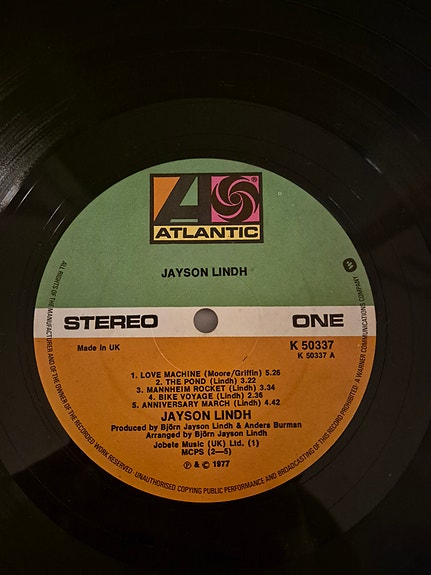 ATLANTIC
JAYSON LINDH
STEREO ONE
Made in UK K 50337
K 50337 A
1. LOVE MACHINE (Moore/Griffin) 5.26
2. THE POND (Lindh) 3.22
3. MANNHEIM ROCKET (Lindh) 3.34
4. BIKE VOYAGE (Lindh) 2.36
5. ANNIVERSARY MARCH (Lindh) 4.42
JAYSON LINDH
Produced by Björn Jayson Lindh & Anders Burman
Arranged by Björn Jayson Lindh
Jobete Music (UK) Ltd. (1)
MCPS (2—5)
℗ & © 1977
ALL RIGHTS OF THE MANUFACTURER AND OF THE OWNER OF THE RECORDED WORK RESERVED . UNAUTHORISED COPYING PUBLIC PERFORMANCE AND BROADCASTING OF THIS RECORD PROHIBITED . A WARNER COMMUNICATIONS COMPANY